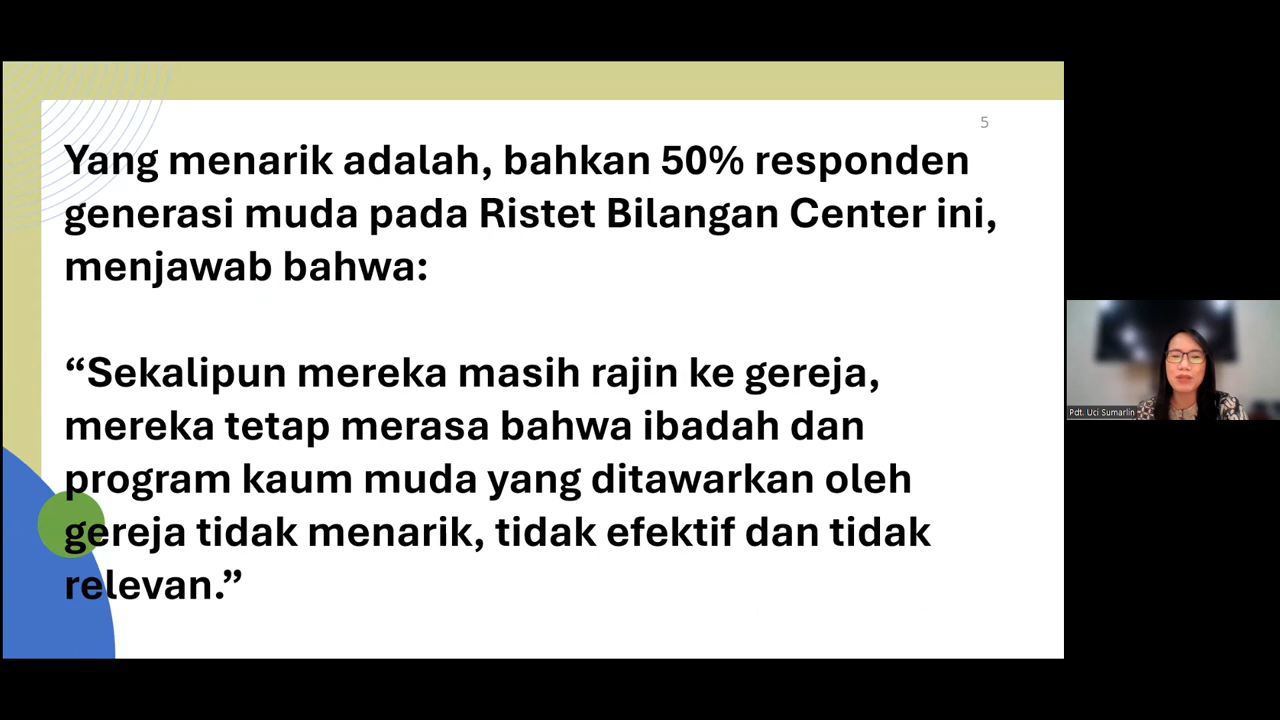 5
Yang menarik adalah, bahkan 50% responden
generasi muda pada Ristet Bilangan Center ini,
menjawab bahwa:
“Sekalipun mereka masih rajin ke gereja,
mereka tetap merasa bahwa ibadah dan
program kaum muda yang ditawarkan oleh
gereja tidak menarik, tidak efektif dan tidak
relevan.”
Pdt. Uci Sumarlin